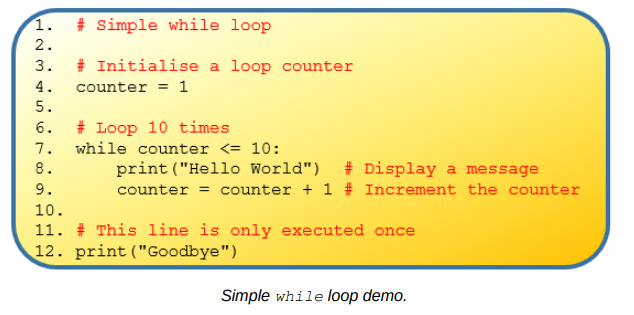 1.  # Simple while loop
2.
3.  # Initialise a loop counter
4.  counter = 1
5.
6.  # Loop 10 times
7.  while counter <= 10:
8.      print("Hello World")  # Display a message
9.      counter = counter + 1 # Increment the counter
10.
11. # This line is only executed once
12. print("Goodbye")
Simple while loop demo.